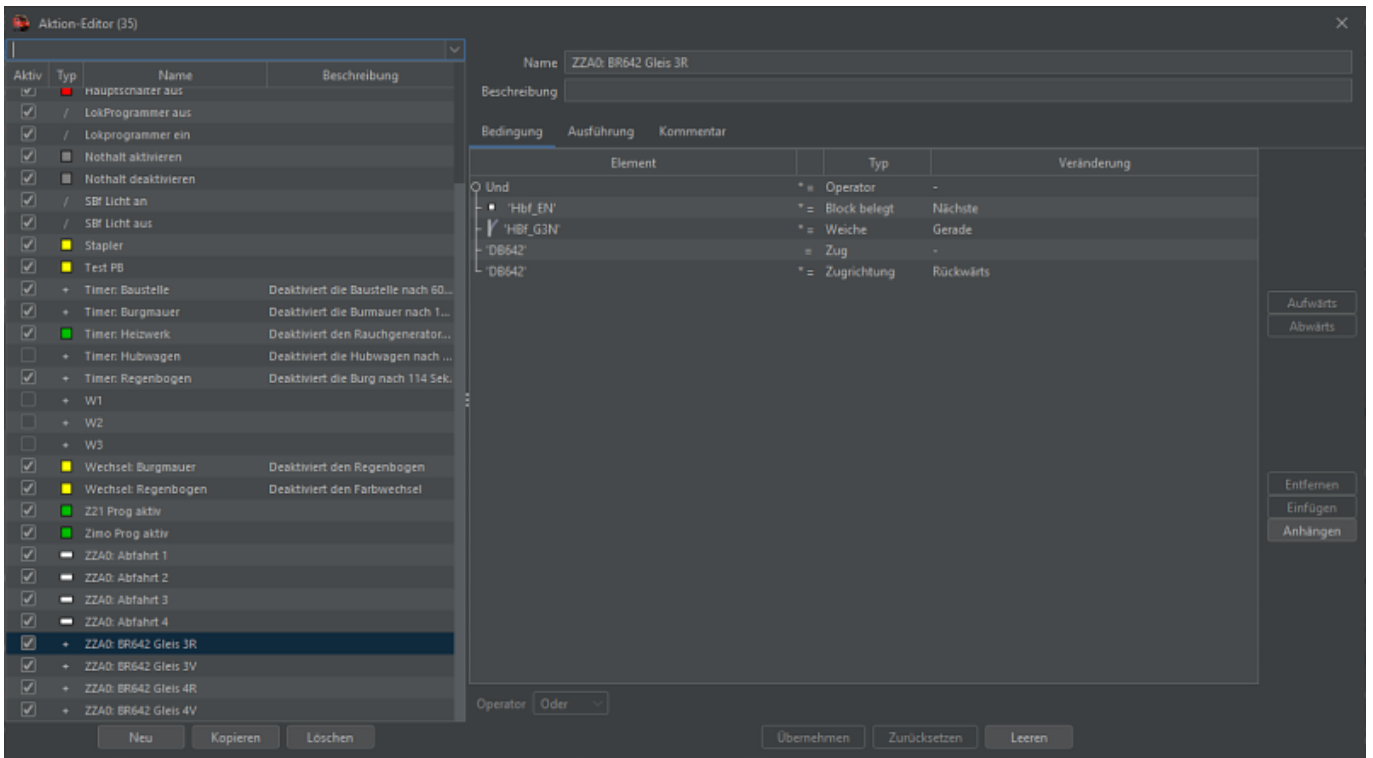 Aktion-Editor (35)
Name ZZA0: BR642 Gleis 3R
Beschreibung
Aktiv Typ Name Beschreibung
Hauptschalter aus
LokProgrammer aus
Lokprogrammer ein
Nothalt aktivieren
Nothalt deaktivieren
SBf Licht an
SBf Licht aus
Stapler
Test PB
Timer: Baustelle Deaktiviert die Baustelle nach 60...
Timer: Burgmauer Deaktiviert die Burmauer nach 1...
Timer: Heizwerk Deaktiviert den Rauchgenerator...
Timer: Hubwagen Deaktiviert die Hubwagen nach ...
Timer: Regenbogen Deaktiviert die Burg nach 114 Sek.
W1
W2
W3
Wechsel: Burgmauer Deaktiviert den Regenbogen
Wechsel: Regenbogen Deaktiviert den Farbwechsel
Z21 Prog aktiv
Zimo Prog aktiv
ZZA0: Abfahrt 1
ZZA0: Abfahrt 2
ZZA0: Abfahrt 3
ZZA0: Abfahrt 4
ZZA0: BR642 Gleis 3R
ZZA0: BR642 Gleis 3V
ZZA0: BR642 Gleis 4R
ZZA0: BR642 Gleis 4V
Neu Kopieren Löschen
Bedingung Ausführung Kommentar
Element Typ Veränderung
Und * = Operator -
'Hbf_EN' * = Block belegt Nächste
'HBf_G3N' * = Weiche Gerade
'DB642' = Zug -
'DB642' * = Zugrichtung Rückwärts
Aufwärts
Abwärts
Entfernen
Einfügen
Anhängen
Operator Oder
Übernehmen Zurücksetzen Leeren